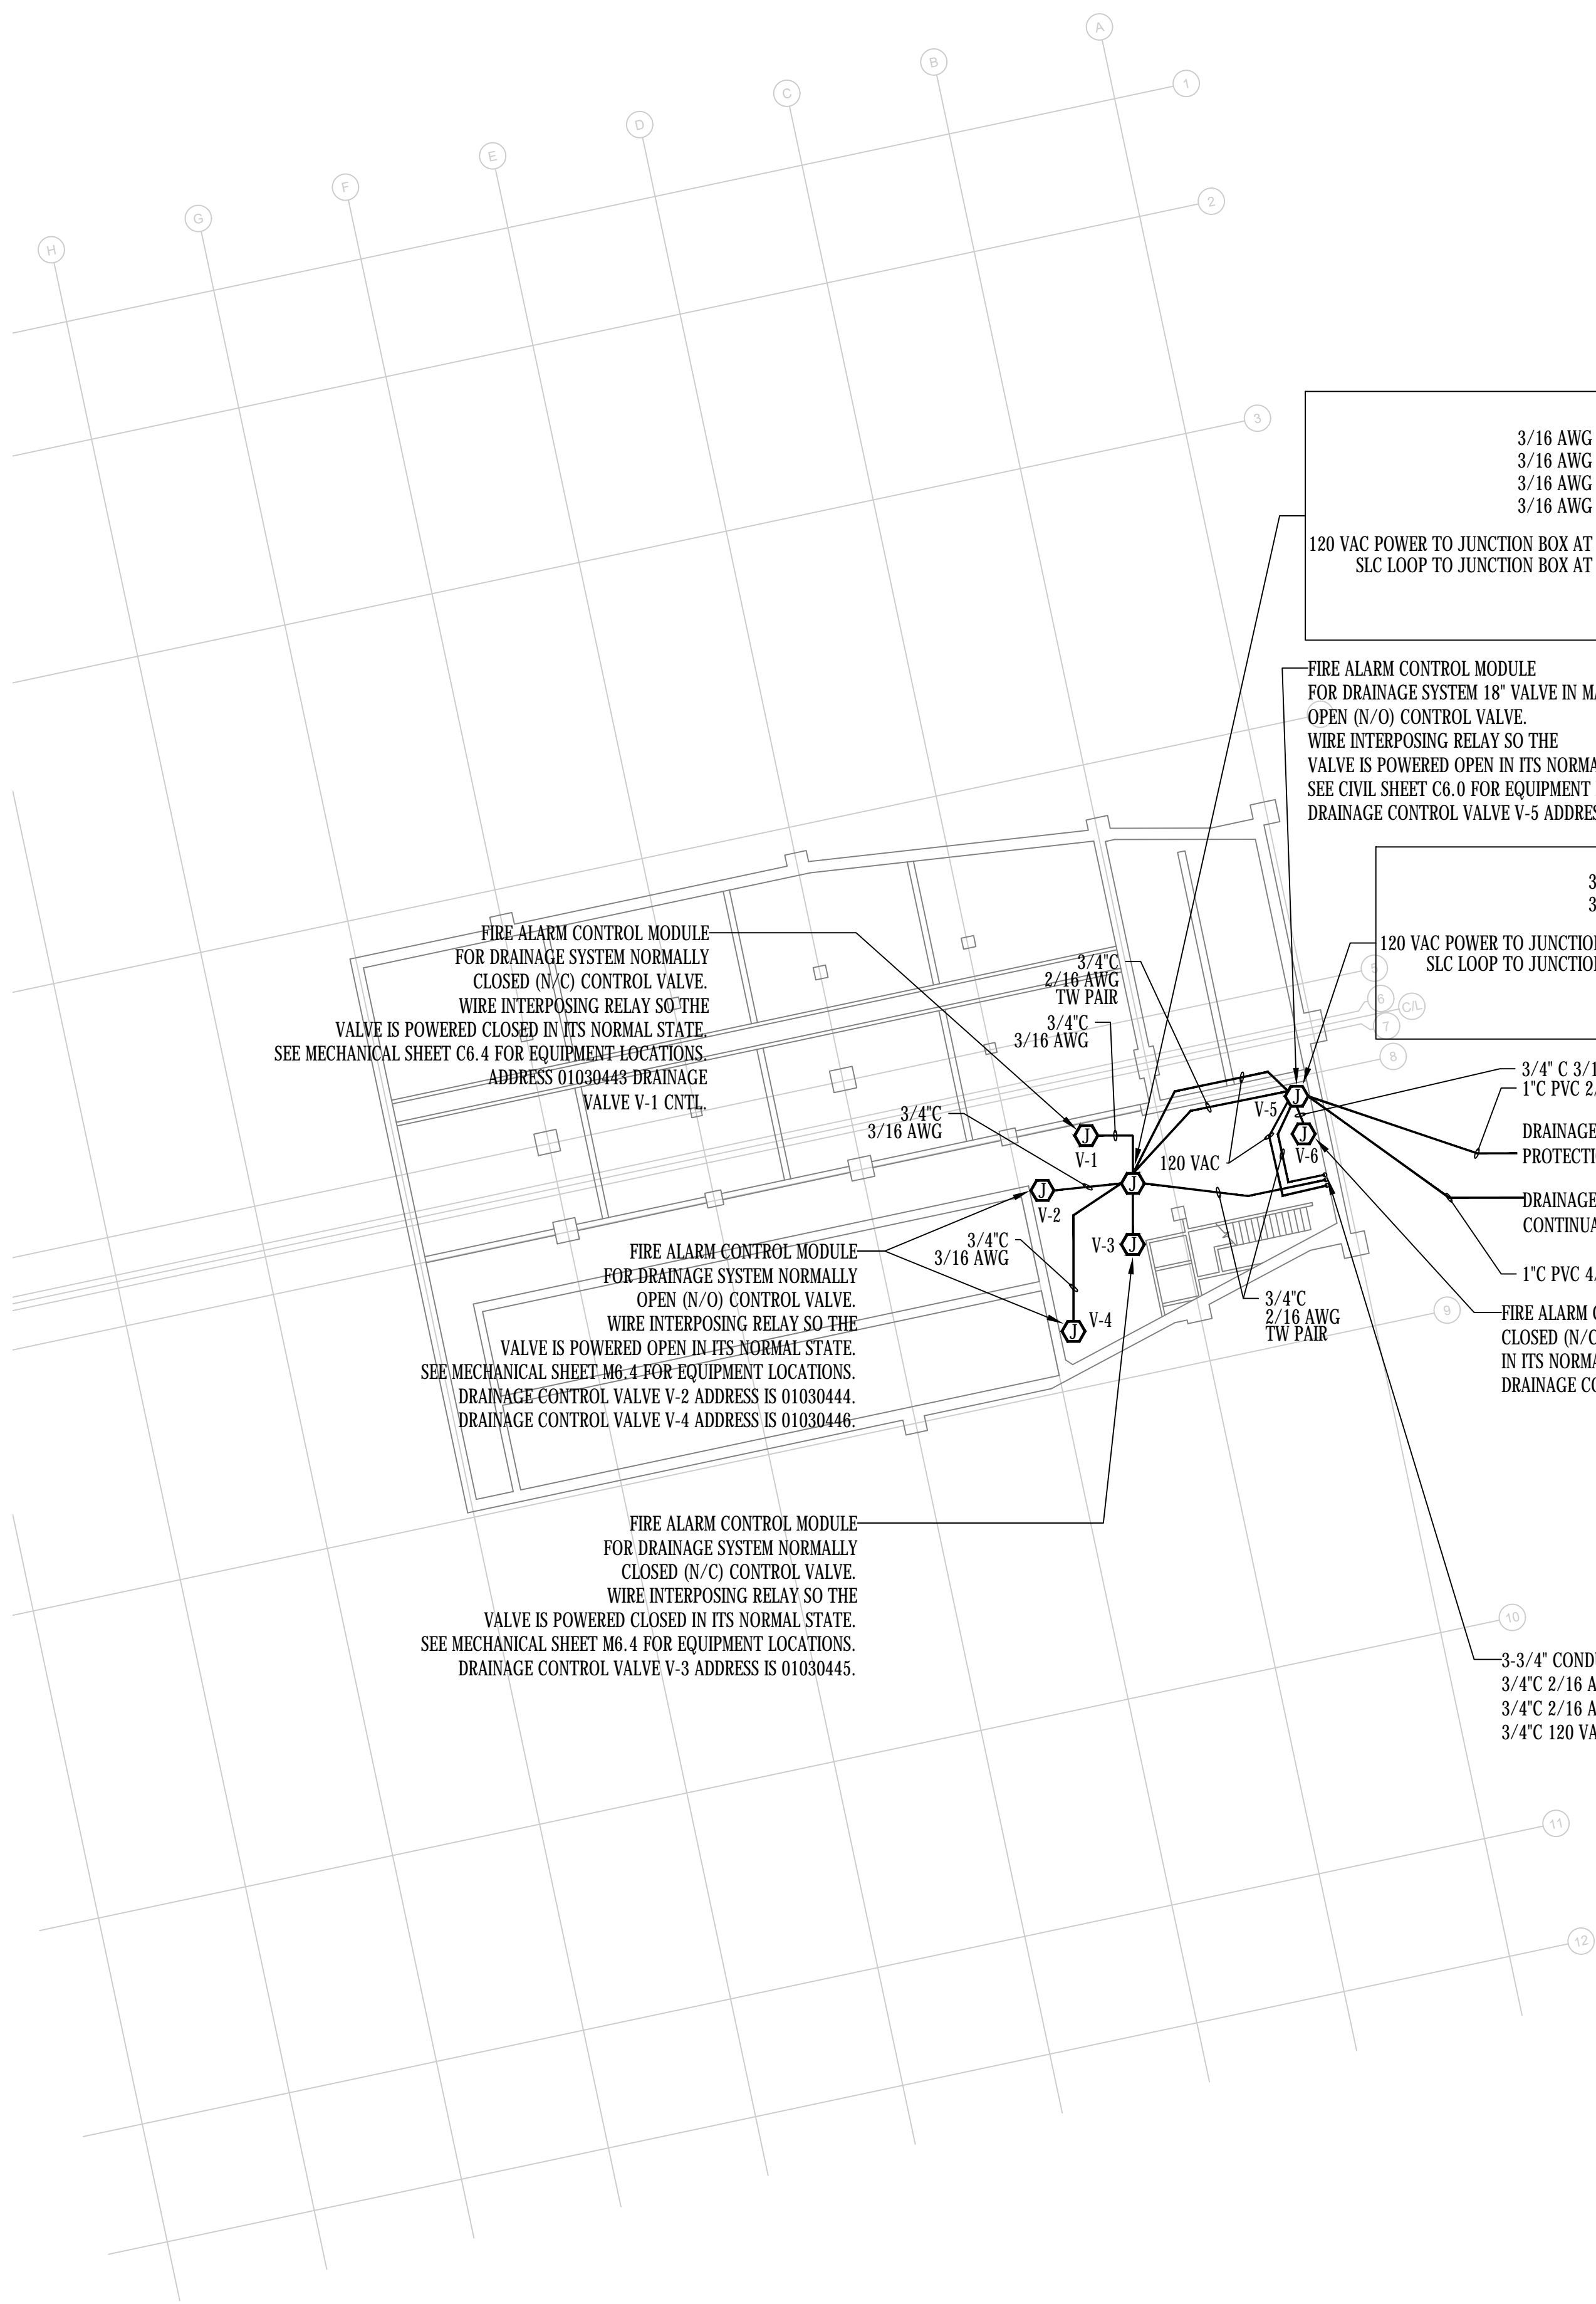 A
B
C
D
E
F
G
H
1
2
3
3/16 AWG
3/16 AWG
3/16 AWG
3/16 AWG
120 VAC POWER TO JUNCTION BOX AT
SLC LOOP TO JUNCTION BOX AT
FIRE ALARM CONTROL MODULE
FOR DRAINAGE SYSTEM 18" VALVE IN
OPEN (N/O) CONTROL VALVE.
WIRE INTERPOSING RELAY SO THE
VALVE IS POWERED OPEN IN ITS
SEE CIVIL SHEET C6.0 FOR EQUIPMENT
DRAINAGE CONTROL VALVE V-5
120 VAC POWER TO
SLC LOOP TO
5
6
C/L
7
8
FIRE ALARM CONTROL MODULE
FOR DRAINAGE SYSTEM NORMALLY
CLOSED (N/C) CONTROL VALVE.
WIRE INTERPOSING RELAY SO THE
VALVE IS POWERED CLOSED IN ITS NORMAL STATE.
SEE MECHANICAL SHEET C6.4 FOR EQUIPMENT LOCATIONS.
ADDRESS 01030443 DRAINAGE
VALVE V-1 CNTL.
3/4"C
2/16 AWG
TW PAIR
3/4"C
3/16 AWG
3/4"C
3/16 AWG
V-1
120 VAC
V-5
V-6
J
J
J
J
J
J
J
V-2
V-3
V-4
3/4"C
3/16 AWG
3/4"C
2/16 AWG
TW PAIR
3/4" C
1"C PVC
DRAINAGE
DRAINAGE
1"C PVC
FIRE ALARM
CLOSED
IN ITS
DRAINAGE
9
FIRE ALARM CONTROL MODULE
FOR DRAINAGE SYSTEM NORMALLY
OPEN (N/O) CONTROL VALVE.
WIRE INTERPOSING RELAY SO THE
VALVE IS POWERED OPEN IN ITS NORMAL STATE.
SEE MECHANICAL SHEET M6.4 FOR EQUIPMENT LOCATIONS.
DRAINAGE CONTROL VALVE V-2 ADDRESS IS 01030444.
DRAINAGE CONTROL VALVE V-4 ADDRESS IS 01030446.
FIRE ALARM CONTROL MODULE
FOR DRAINAGE SYSTEM NORMALLY
CLOSED (N/C) CONTROL VALVE.
WIRE INTERPOSING RELAY SO THE
VALVE IS POWERED CLOSED IN ITS NORMAL STATE.
SEE MECHANICAL SHEET M6.4 FOR EQUIPMENT LOCATIONS.
DRAINAGE CONTROL VALVE V-3 ADDRESS IS 01030445.
3-3/4"
3/4"C 2/16
3/4"C 2/16
3/4"C 120
10
11
12